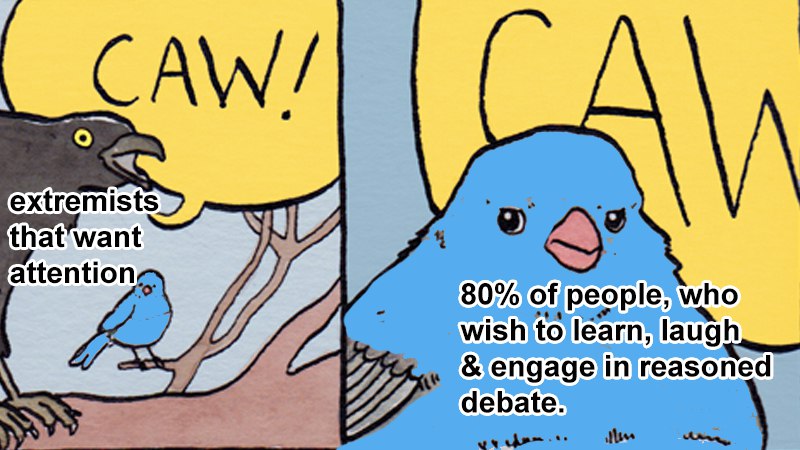 CAW!
extremists
that want
attention
CAW
80% of people, who
wish to learn, laugh
& engage in reasoned
debate.